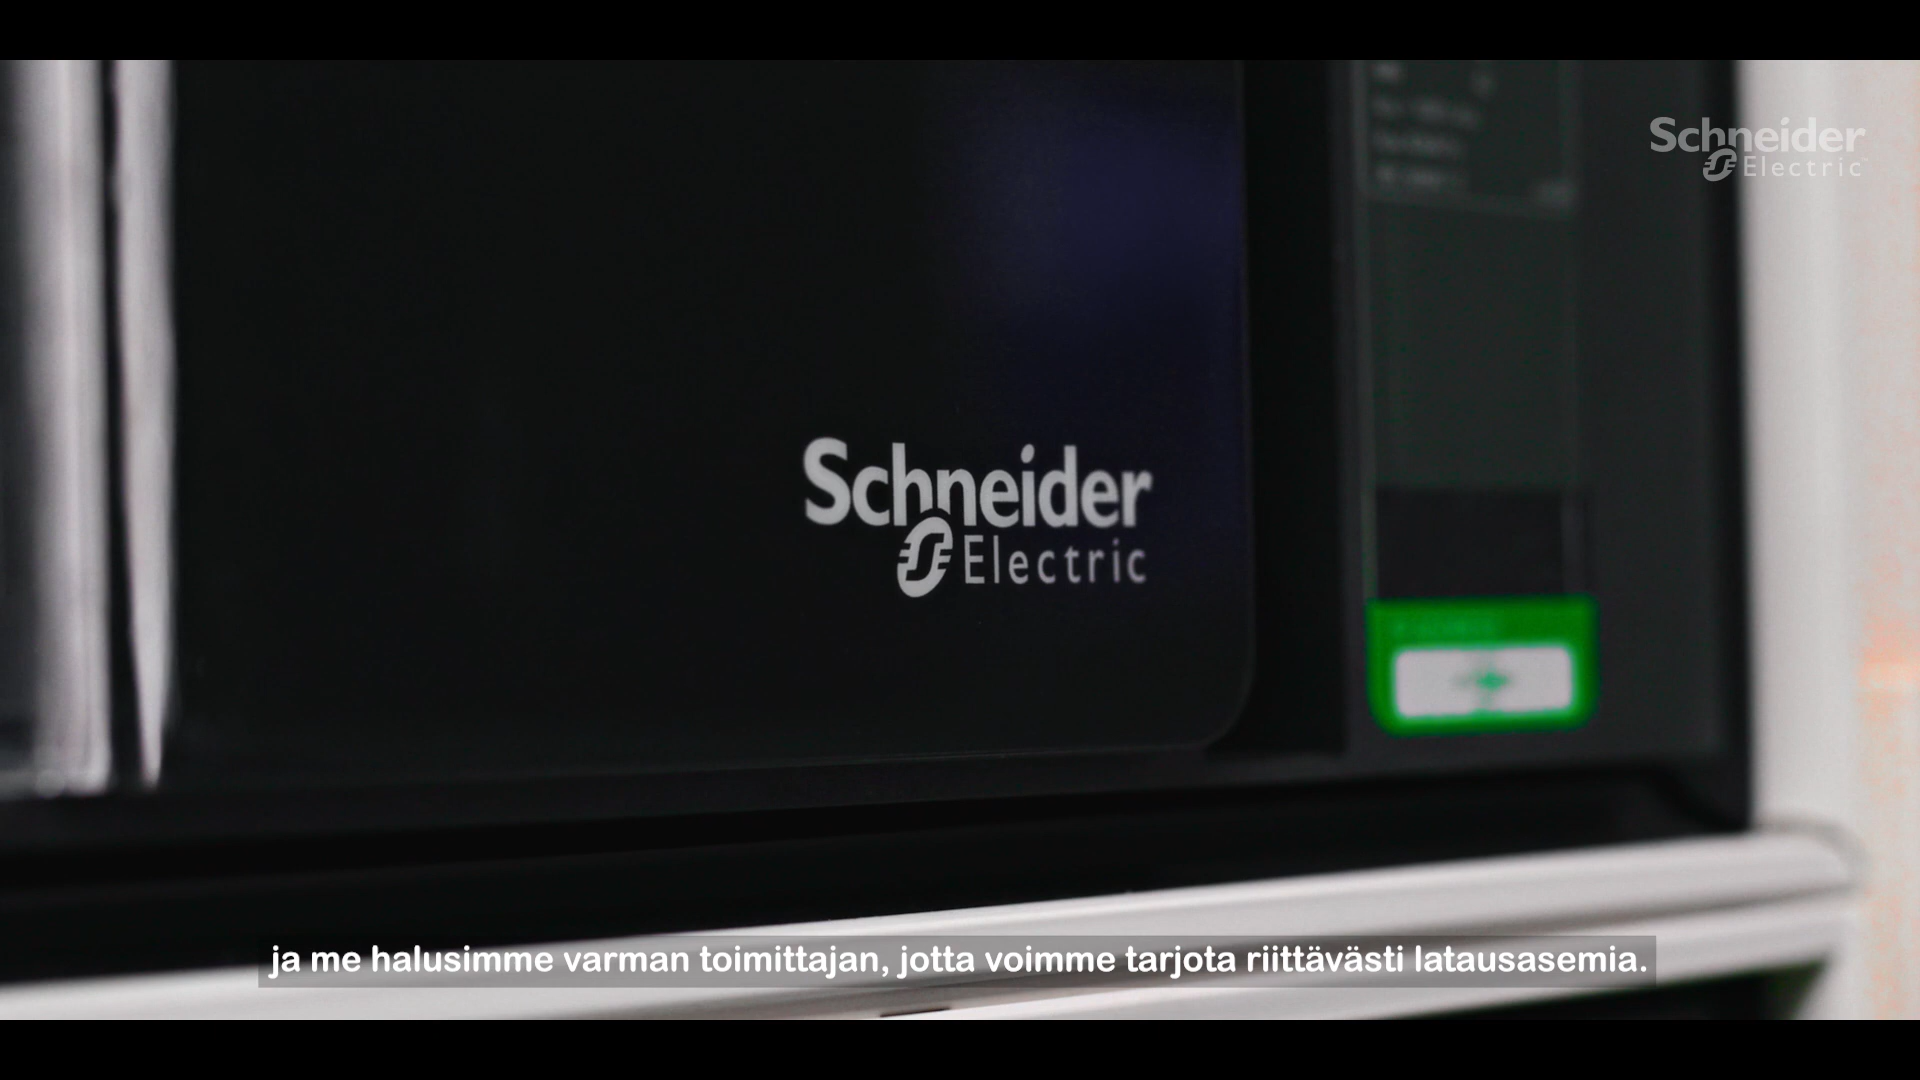 Schneider
Electric
Schneider
Electric
ja me halusimme varman toimittajan, jotta voimme tarjota riittävästi latausasemia.